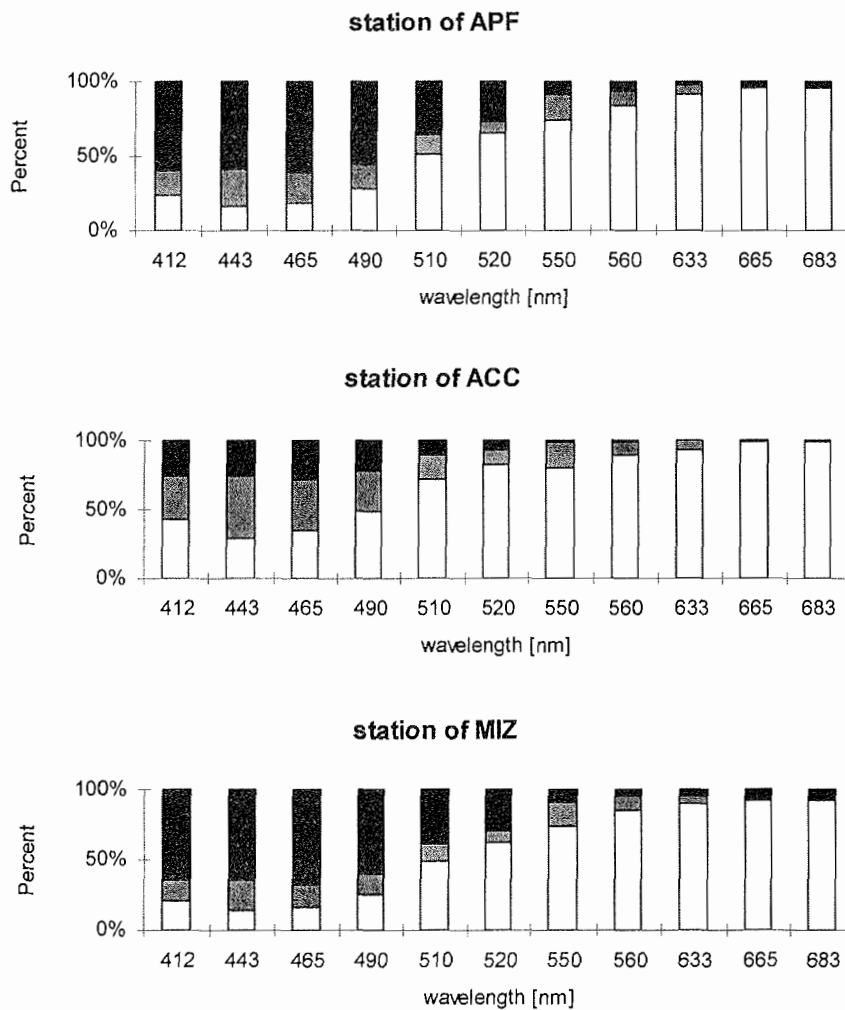 station of APF
100%
50%
0%
Percent
412 443 465 490 510 520 550 560 633 665 683
wavelength [nm]
station of ACC
100%
50%
0%
Percent
412 443 465 490 510 520 550 560 633 665 683
wavelength [nm]
station of MIZ
100%
50%
0%
Percent
412 443 465 490 510 520 550 560 633 665 683
wavelength [nm]